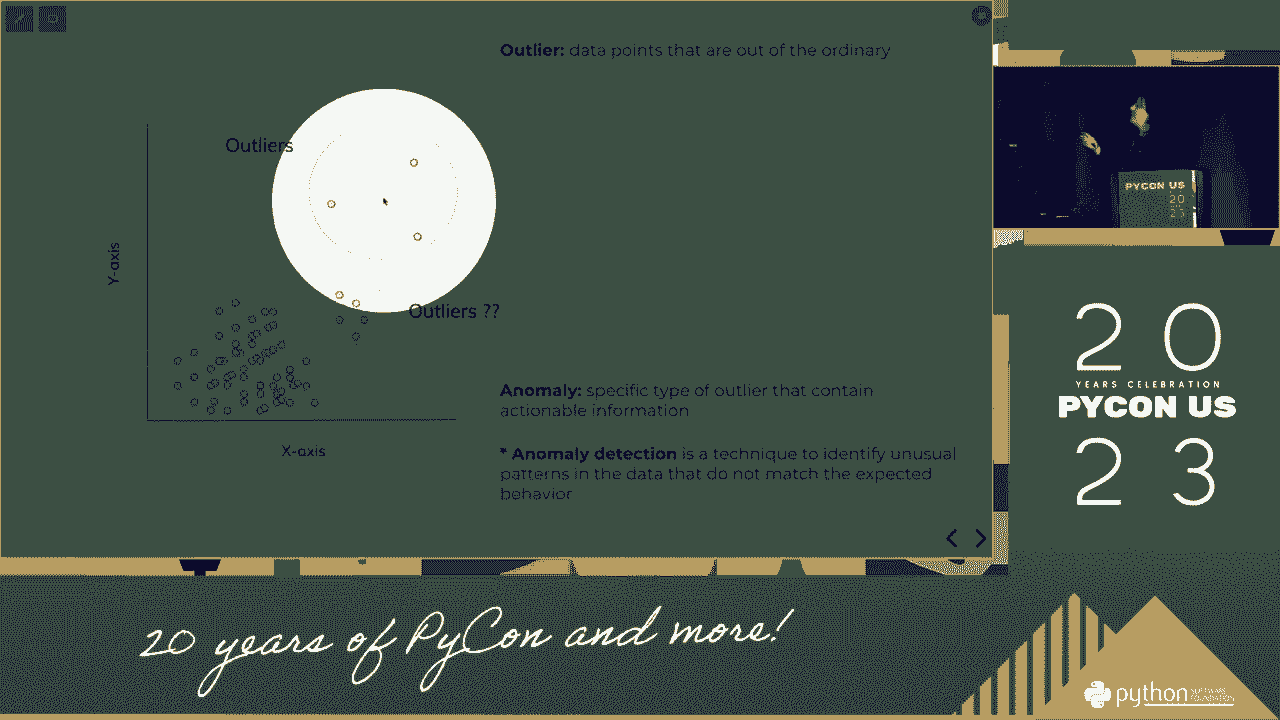 Outlier: data points that are out of the ordinary
Outliers
Y-axis
Outliers ??
X-axis
Anomaly: specific type of outlier that contain
actionable information
* Anomaly detection is a technique to identify unusual
patterns in the data that do not match the expected
behavior
PYCON US
20
23
20
YEARS CELEBRATION
PYCON US
23
20 years of PyCon and more!
python SOFTWARE
FOUNDATION